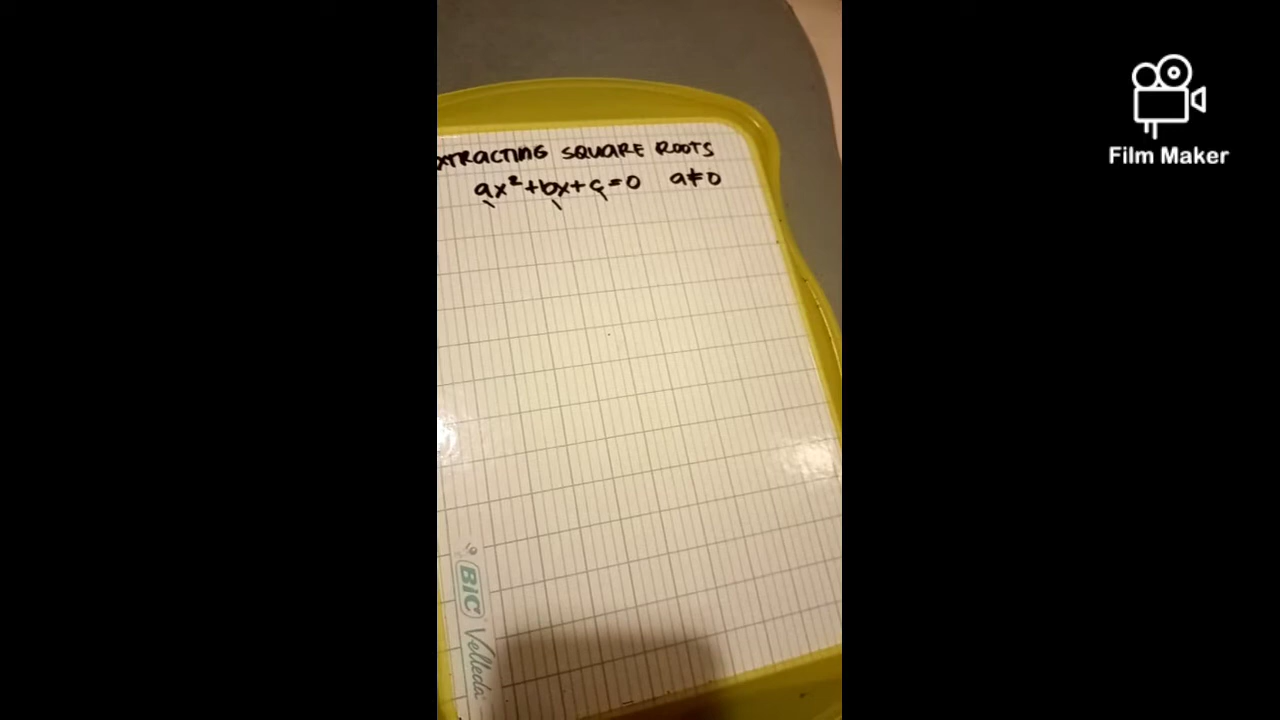 XTRACTING SQUARE ROOTS
ax²+bx+c=0 a≠0
BIC Velleda
Film Maker